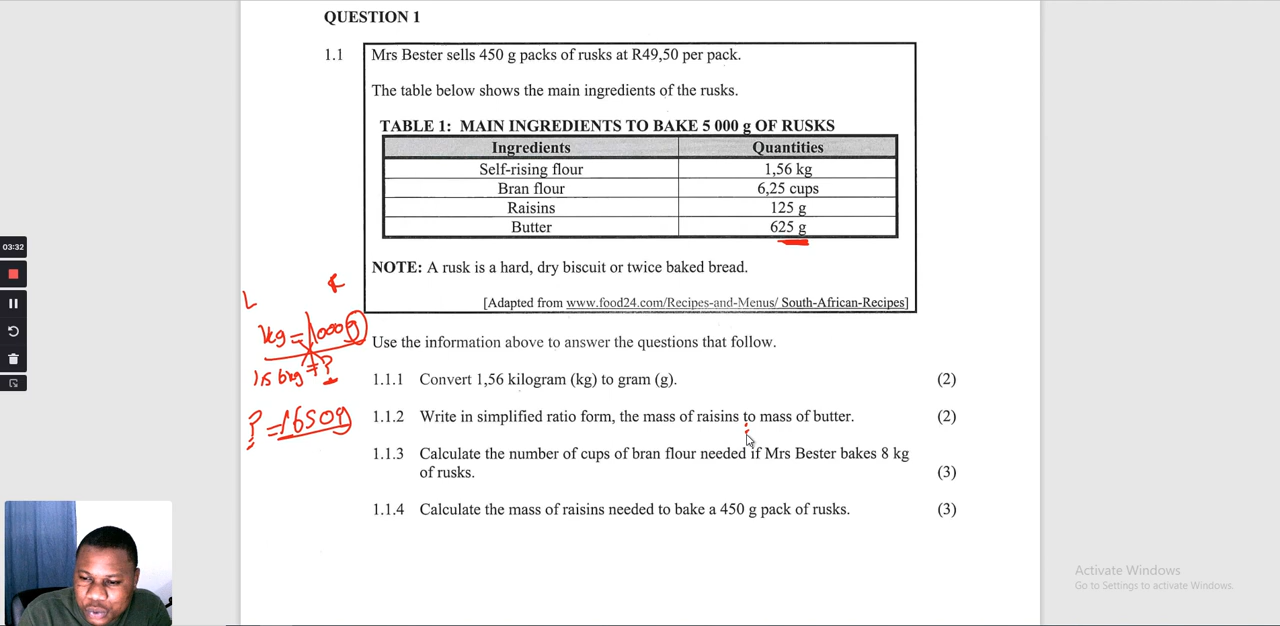 QUESTION 1
1.1 Mrs Bester sells 450 g packs of rusks at R49,50 per pack.
The table below shows the main ingredients of the rusks.
TABLE 1: MAIN INGREDIENTS TO BAKE 5 000 g OF RUSKS
Ingredients Quantities
Self-rising flour 1,56 kg
Bran flour 6,25 cups
Raisins 125 g
Butter 625 g
03:32
NOTE: A rusk is a hard, dry biscuit or twice baked bread.
[Adapted from www.food24.com/Recipes-and-Menus/ South-African-Recipes]
L
kg = 1000g
1,56kg = ?
? = 1650g
Use the information above to answer the questions that follow.
1.1.1 Convert 1,56 kilogram (kg) to gram (g). (2)
1.1.2 Write in simplified ratio form, the mass of raisins to mass of butter. (2)
:
1.1.3 Calculate the number of cups of bran flour needed if Mrs Bester bakes 8 kg
of rusks. (3)
1.1.4 Calculate the mass of raisins needed to bake a 450 g pack of rusks. (3)
Activate Windows
Go to Settings to activate Windows.